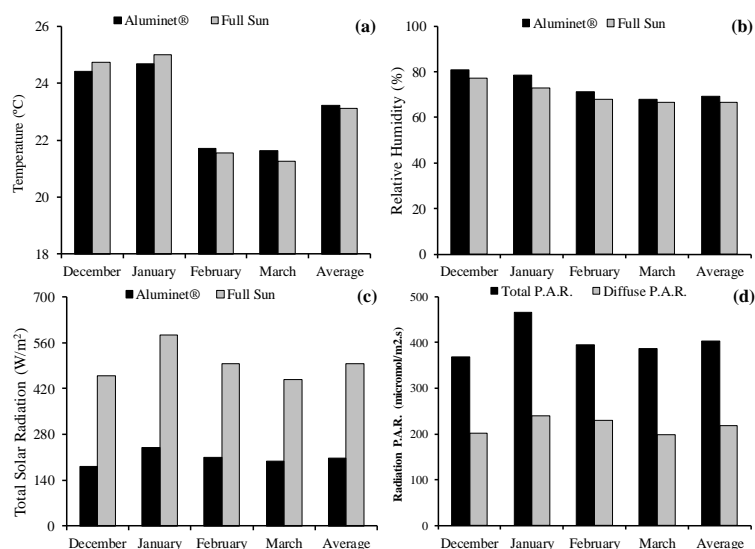 Aluminet® Full Sun (a)
26
24
22
20
18
Temperature (ºC)
December January February March Average
Aluminet® Full Sun (b)
100
80
60
40
20
0
Relative Humidity (%)
December January February March Average
Aluminet® Full Sun (c)
700
560
420
280
140
0
Total Solar Radiation (W/m²)
December January February March Average
Total P.A.R. Diffuse P.A.R. (d)
500
400
300
200
100
0
Radiation P.A.R. (micromol/m2.s)
December January February March Average